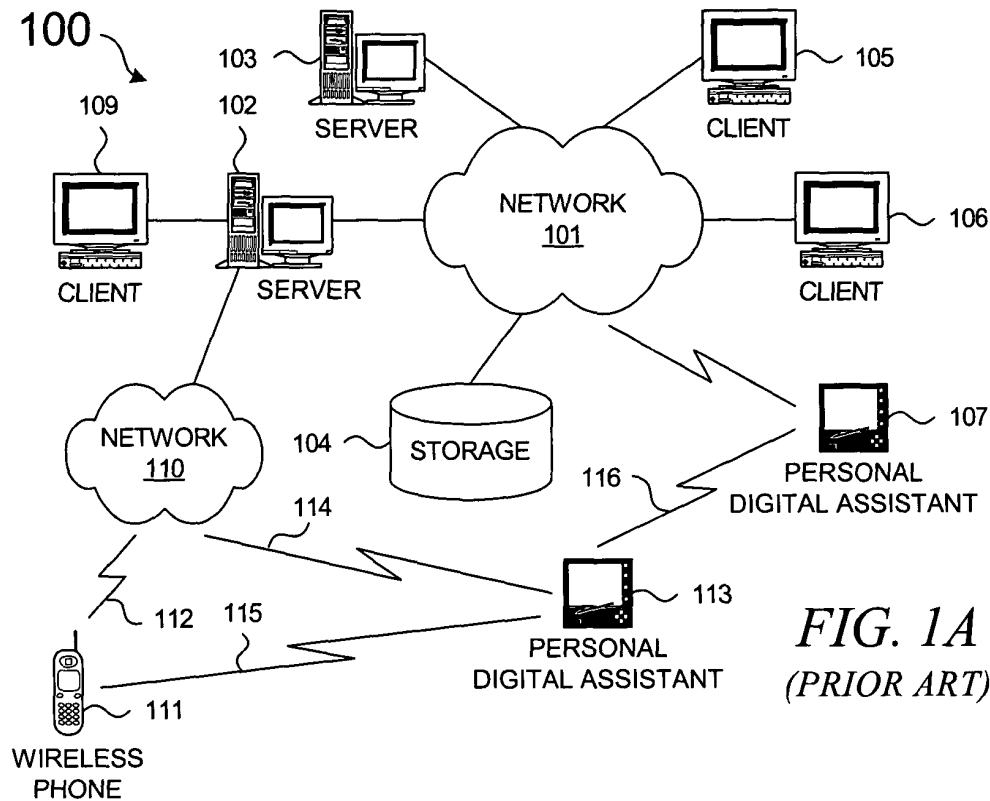 100
103
SERVER
105
CLIENT
109
102
CLIENT
SERVER
NETWORK
101
106
CLIENT
NETWORK
110
104
STORAGE
107
PERSONAL
DIGITAL ASSISTANT
116
114
112
115
113
PERSONAL
DIGITAL ASSISTANT
111
WIRELESS
PHONE
FIG. 1A
(PRIOR ART)